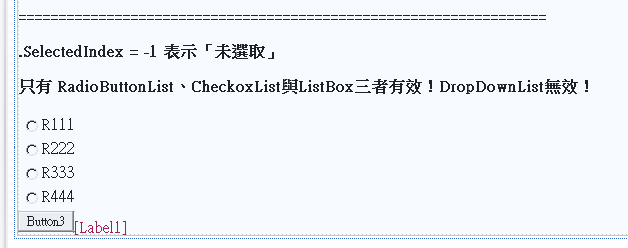 ==================================================================
.SelectedIndex = -1 表示「未選取」
只有 RadioButtonList、CheckoxList與ListBox三者有效！DropDownList無效！
R111
R222
R333
R444
Button3 [Label1]